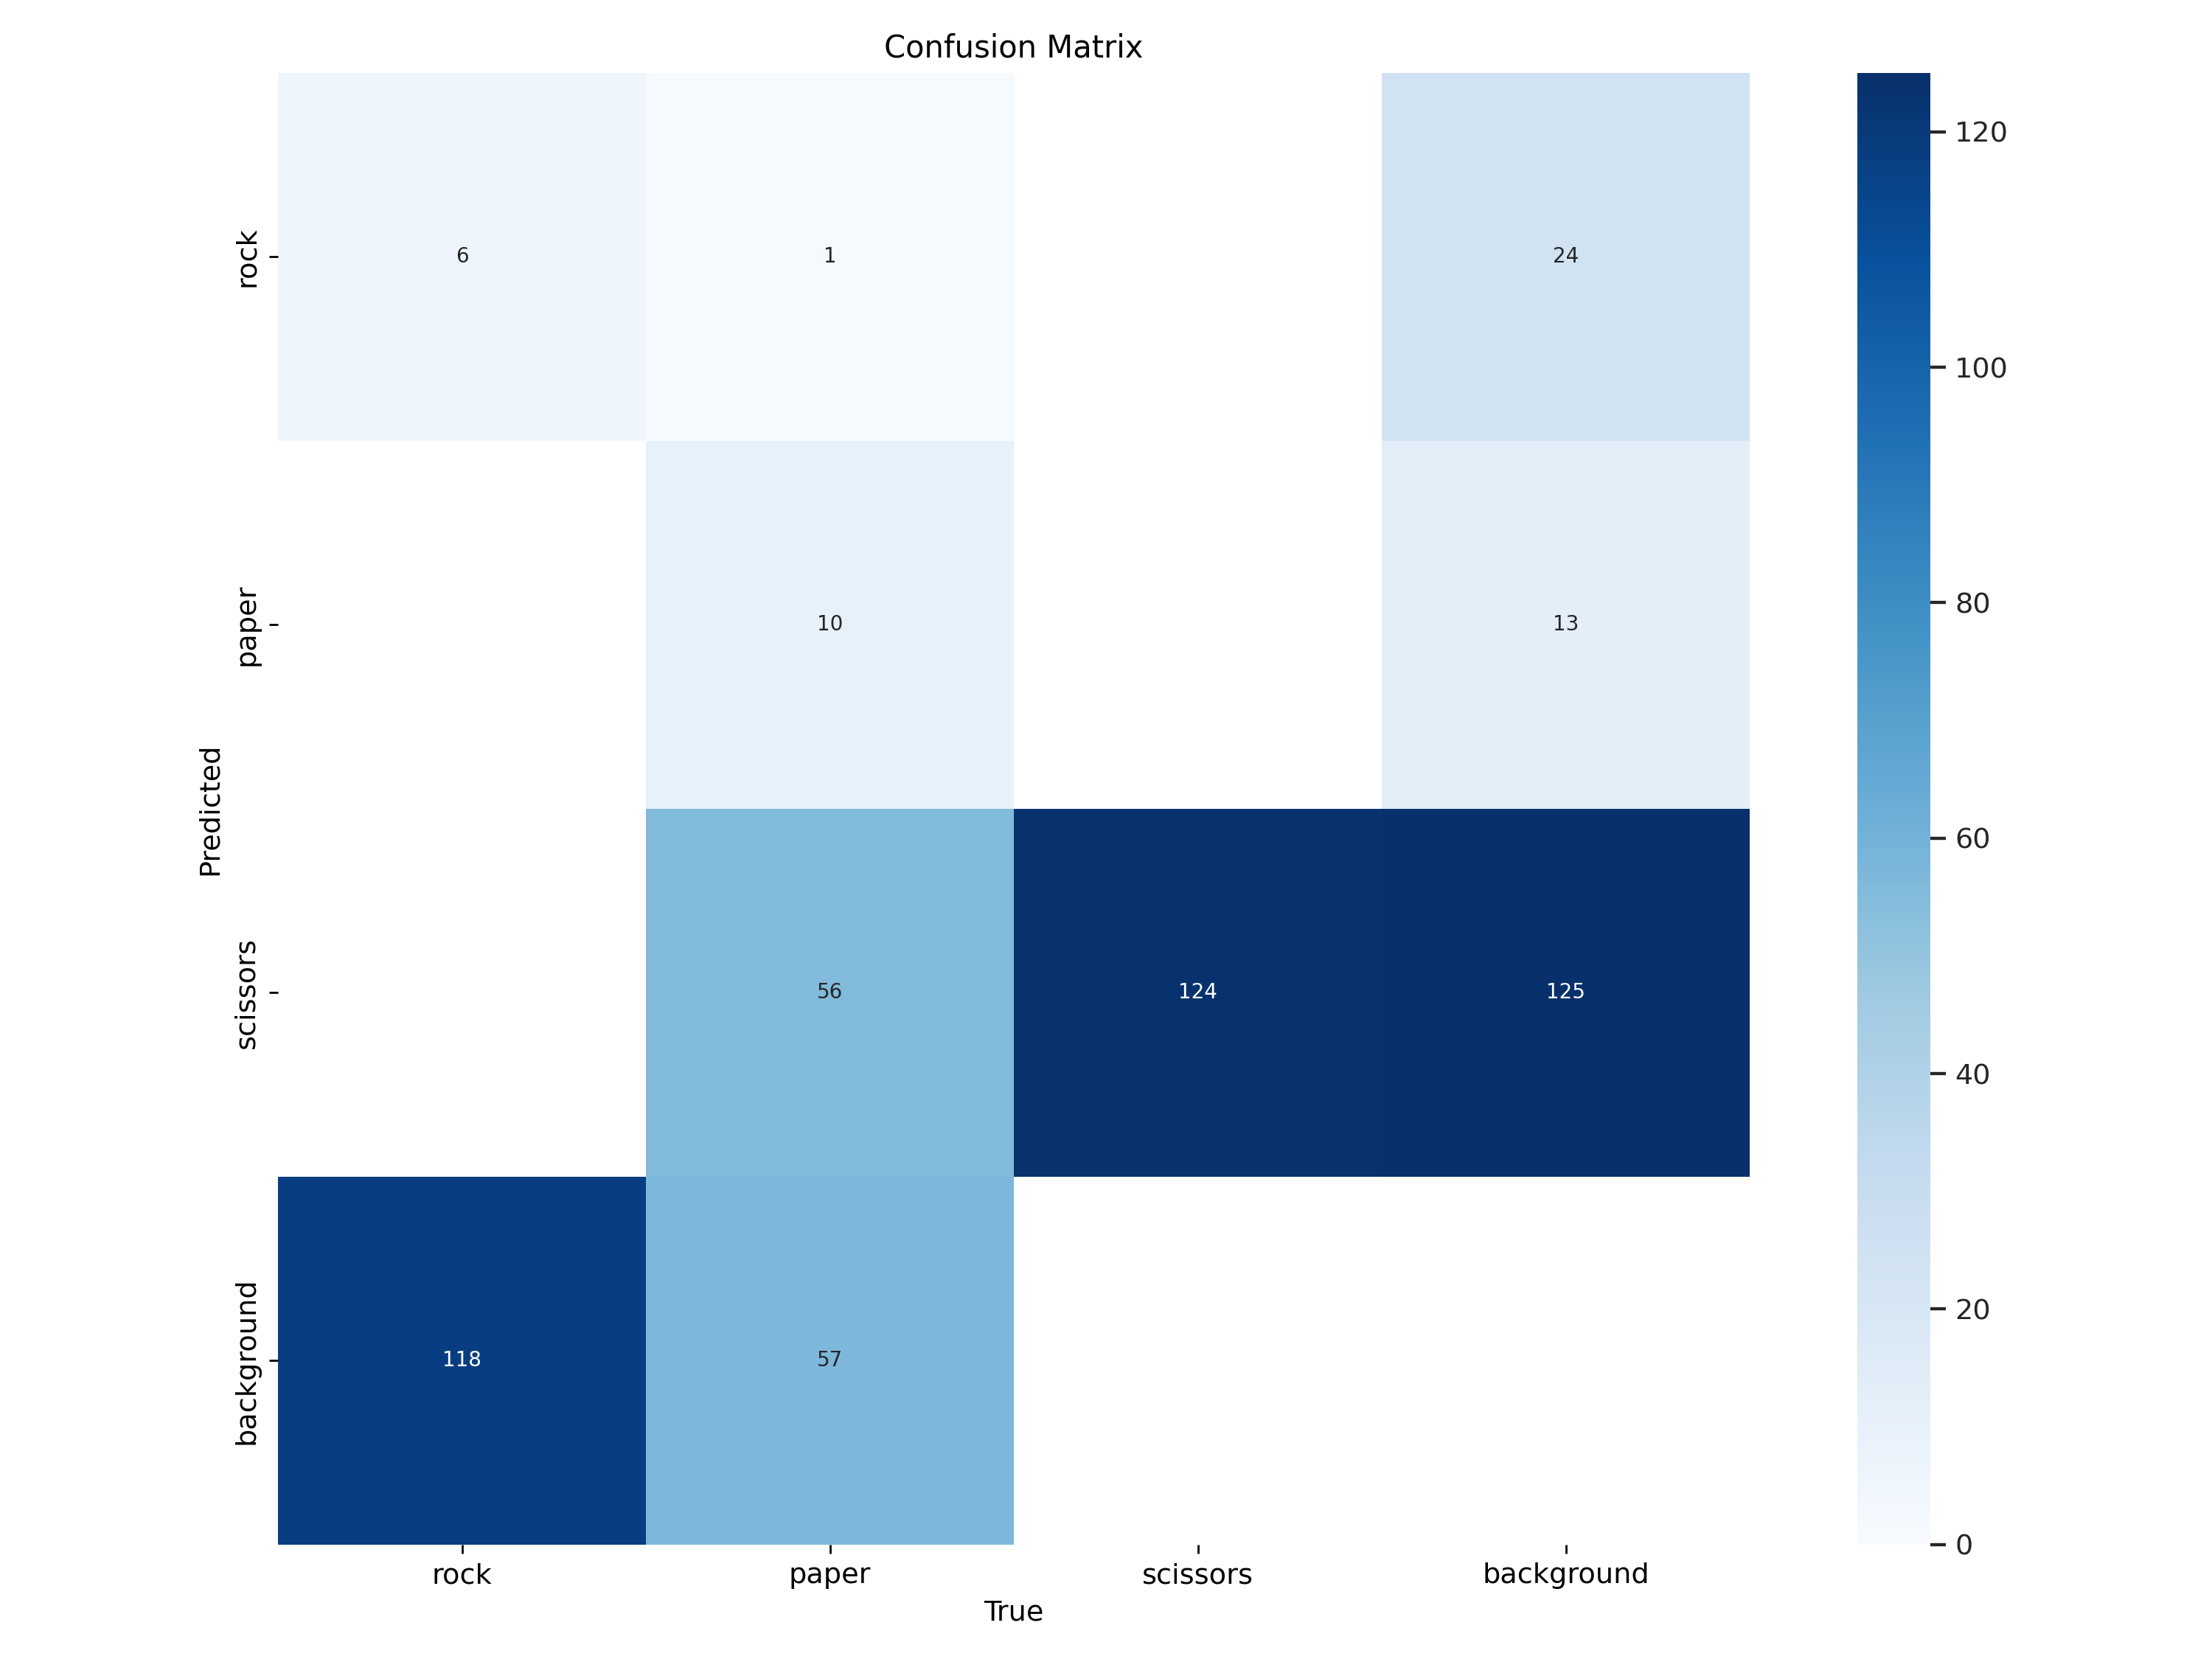 Confusion Matrix
rock
6
1
24
paper
10
13
scissors
56
124
125
background
118
57
Predicted
rock
paper
scissors
background
True
120
100
80
60
40
20
0